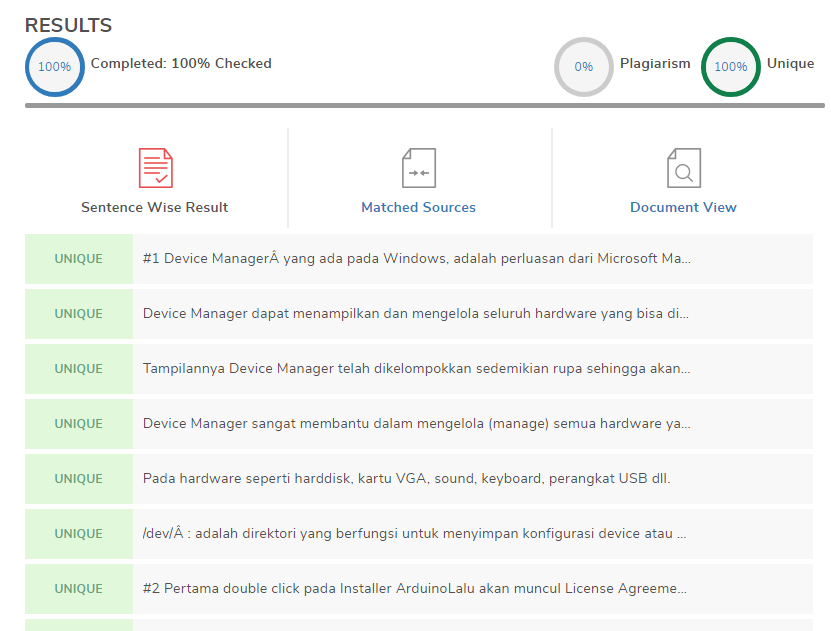 RESULTS
100% Completed: 100% Checked
0% Plagiarism 100% Unique
Sentence Wise Result
Matched Sources
Document View
UNIQUE #1 Device ManagerÂ yang ada pada Windows, adalah perluasan dari Microsoft Ma...
UNIQUE Device Manager dapat menampilkan dan mengelola seluruh hardware yang bisa di...
UNIQUE Tampilannya Device Manager telah dikelompokkan sedemikian rupa sehingga akan...
UNIQUE Device Manager sangat membantu dalam mengelola (manage) semua hardware ya...
UNIQUE Pada hardware seperti harddisk, kartu VGA, sound, keyboard, perangkat USB dll.
UNIQUE /dev/Â : adalah direktori yang berfungsi untuk menyimpan konfigurasi device atau ...
UNIQUE #2 Pertama double click pada Installer ArduinoLalu akan muncul License Agreeme...